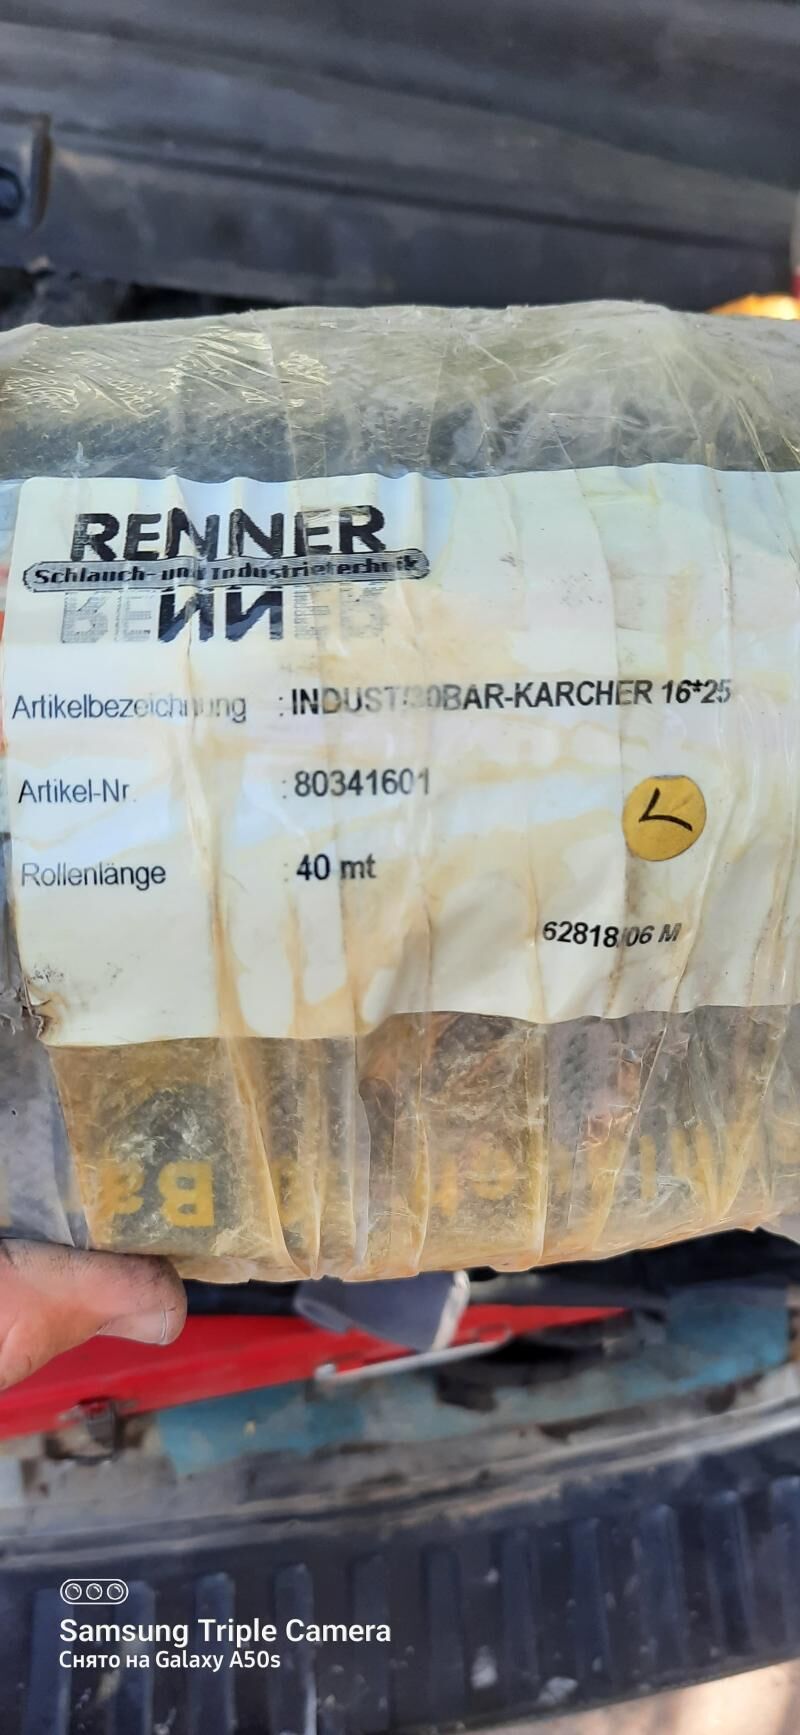 RENNER
Schlauch- und Industrietechnik
Artikelbezeichnung : INDUST/30BAR-KARCHER 16*25
Artikel-Nr. : 80341601
Rollenlänge : 40 mt
62818/06 M
Samsung Triple Camera
Снято на Galaxy A50s